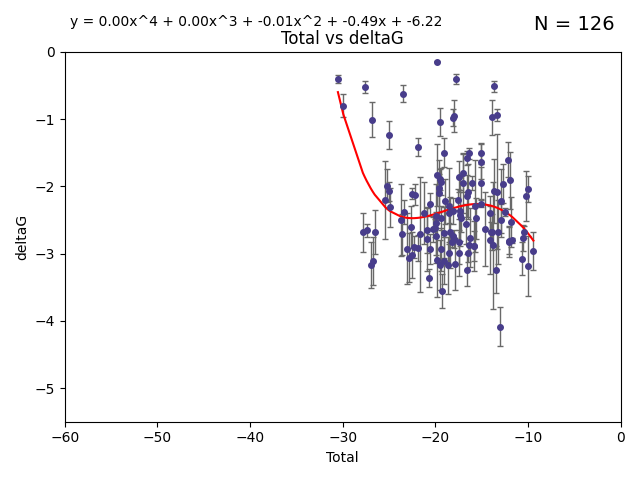 y = 0.00x^4 + 0.00x^3 + -0.01x^2 + -0.49x + -6.22
N = 126
Total vs deltaG
0
−1
−2
−3
−4
−5
deltaG
−60 −50 −40 −30 −20 −10 0
Total